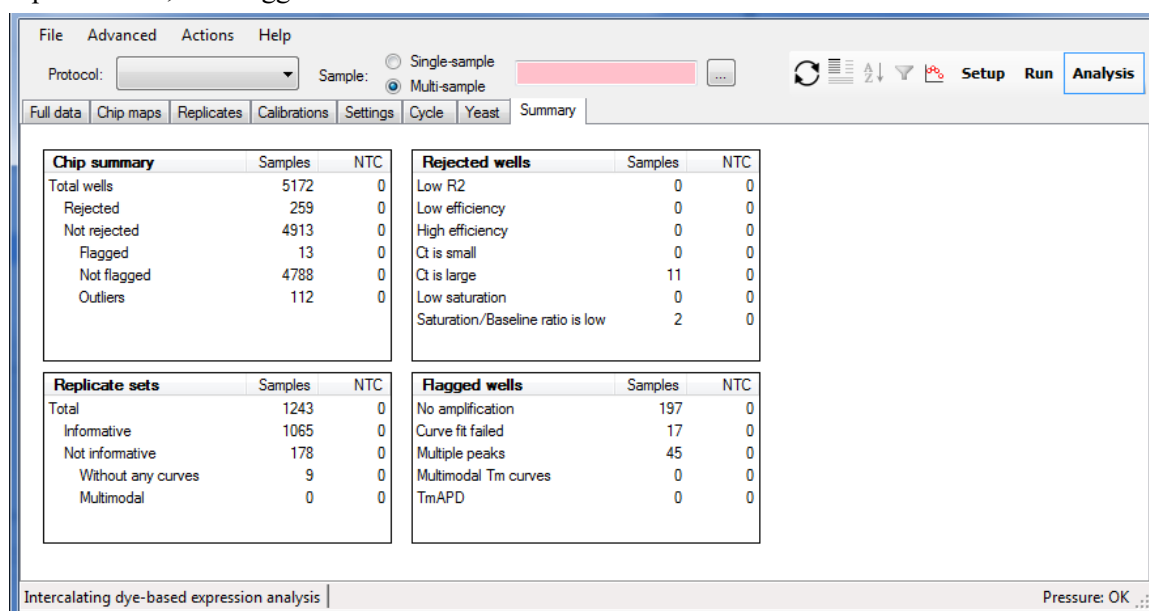 File Advanced Actions Help
Protocol: Sample: Single-sample
Multi-sample
...
Setup Run Analysis
Full data Chip maps Replicates Calibrations Settings Cycle Yeast Summary
Chip summary Samples NTC
Total wells 5172 0
Rejected 259 0
Not rejected 4913 0
Flagged 13 0
Not flagged 4788 0
Outliers 112 0
Rejected wells Samples NTC
Low R2 0 0
Low efficiency 0 0
High efficiency 0 0
Ct is small 0 0
Ct is large 11 0
Low saturation 0 0
Saturation/Baseline ratio is low 2 0
Replicate sets Samples NTC
Total 1243 0
Informative 1065 0
Not informative 178 0
Without any curves 9 0
Multimodal 0 0
Flagged wells Samples NTC
No amplification 197 0
Curve fit failed 17 0
Multiple peaks 45 0
Multimodal Tm curves 0 0
TmAPD 0 0
Intercalating dye-based expression analysis
Pressure: OK